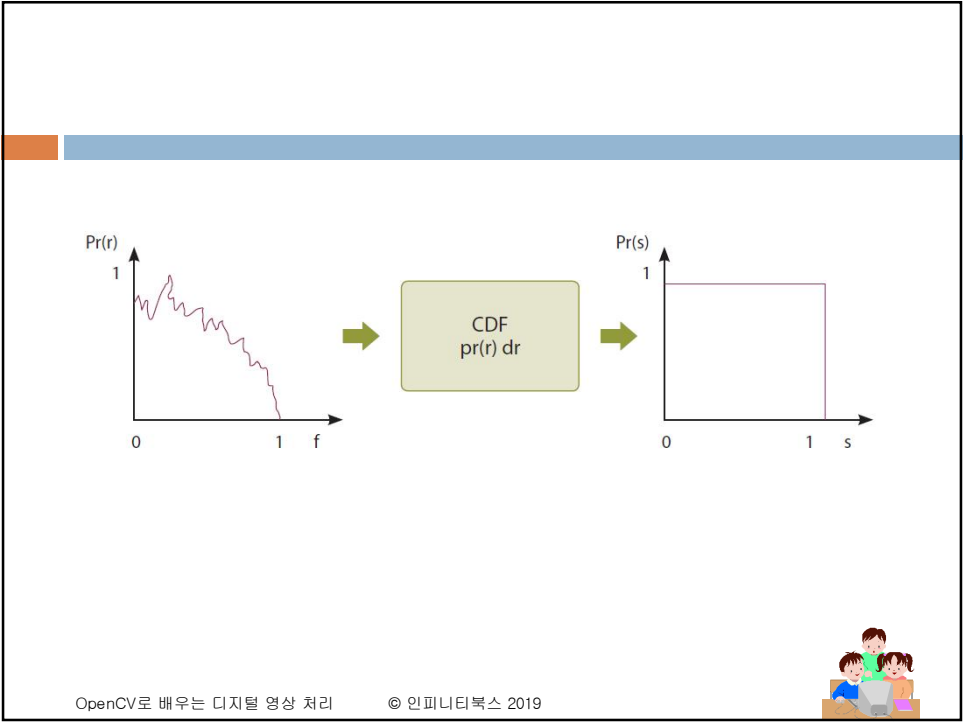 Pr(r)
1
0
1
f
CDF
pr(r) dr
Pr(s)
1
0
1
s
OpenCV로 배우는 디지털 영상 처리
© 인피니티북스 2019